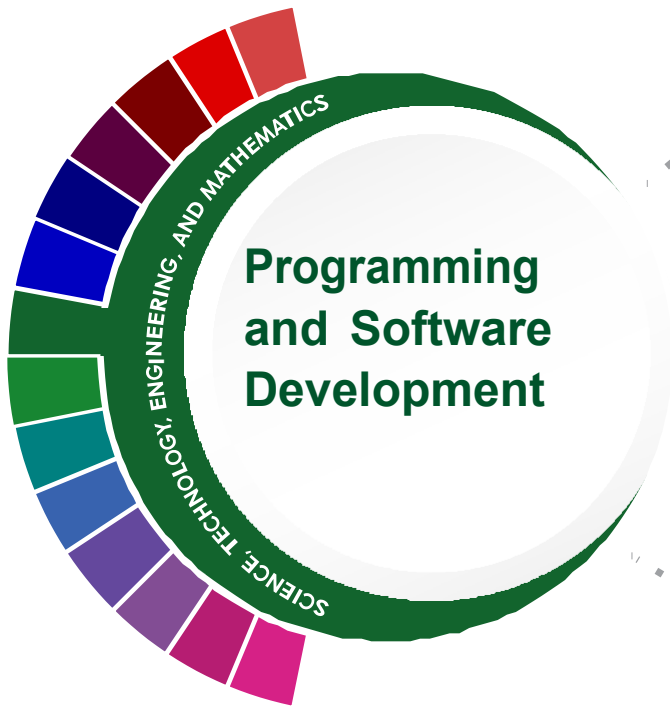 SCIENCE, TECHNOLOGY, ENGINEERING, AND MATHEMATICS
Programming
and Software
Development